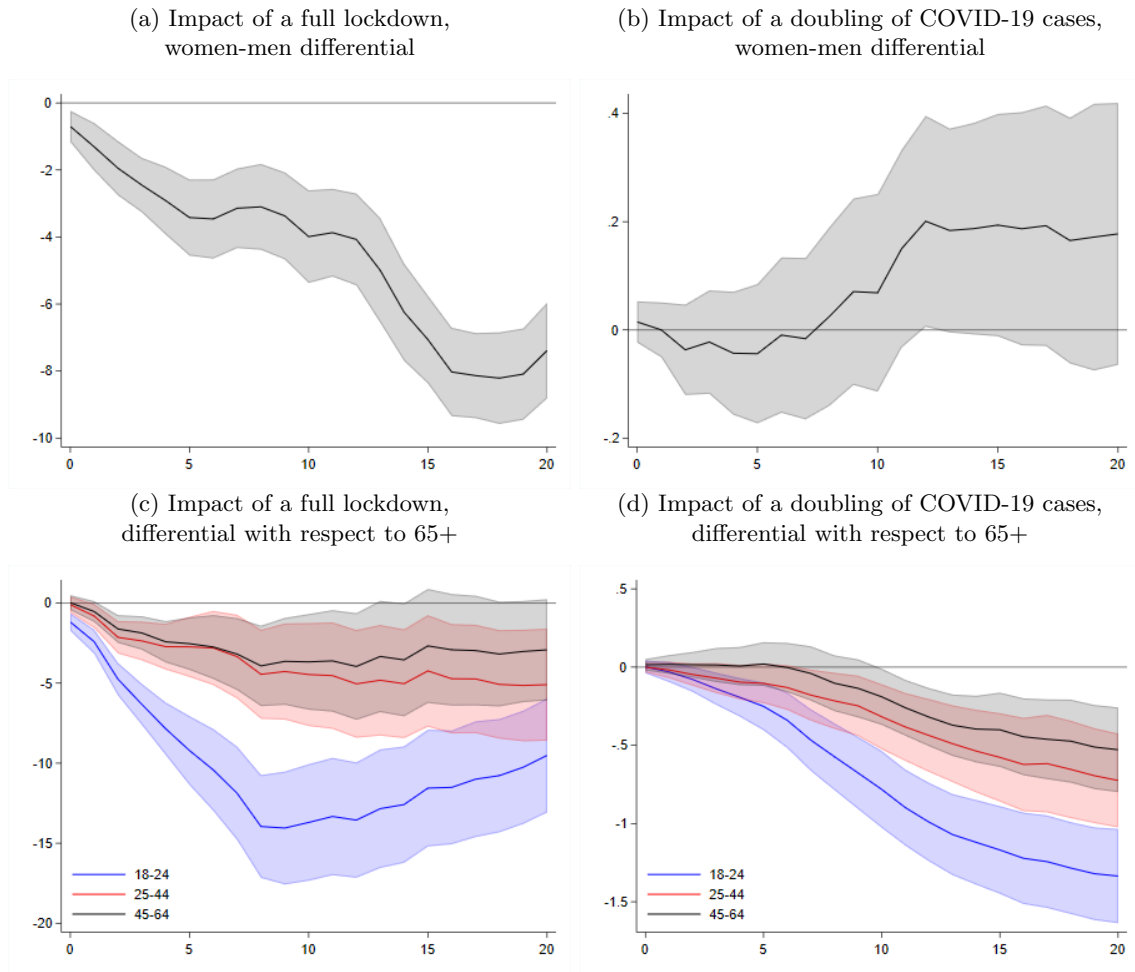 (a) Impact of a full lockdown,
women-men differential
(b) Impact of a doubling of COVID-19 cases,
women-men differential
0
-2
-4
-6
-8
-10
0 5 10 15 20
.4
.2
0
-.2
0 5 10 15 20
(c) Impact of a full lockdown,
differential with respect to 65+
(d) Impact of a doubling of COVID-19 cases,
differential with respect to 65+
0
-5
-10
-15
-20
18-24
25-44
45-64
0 5 10 15 20
.5
0
-.5
-1
-1.5
18-24
25-44
45-64
0 5 10 15 20